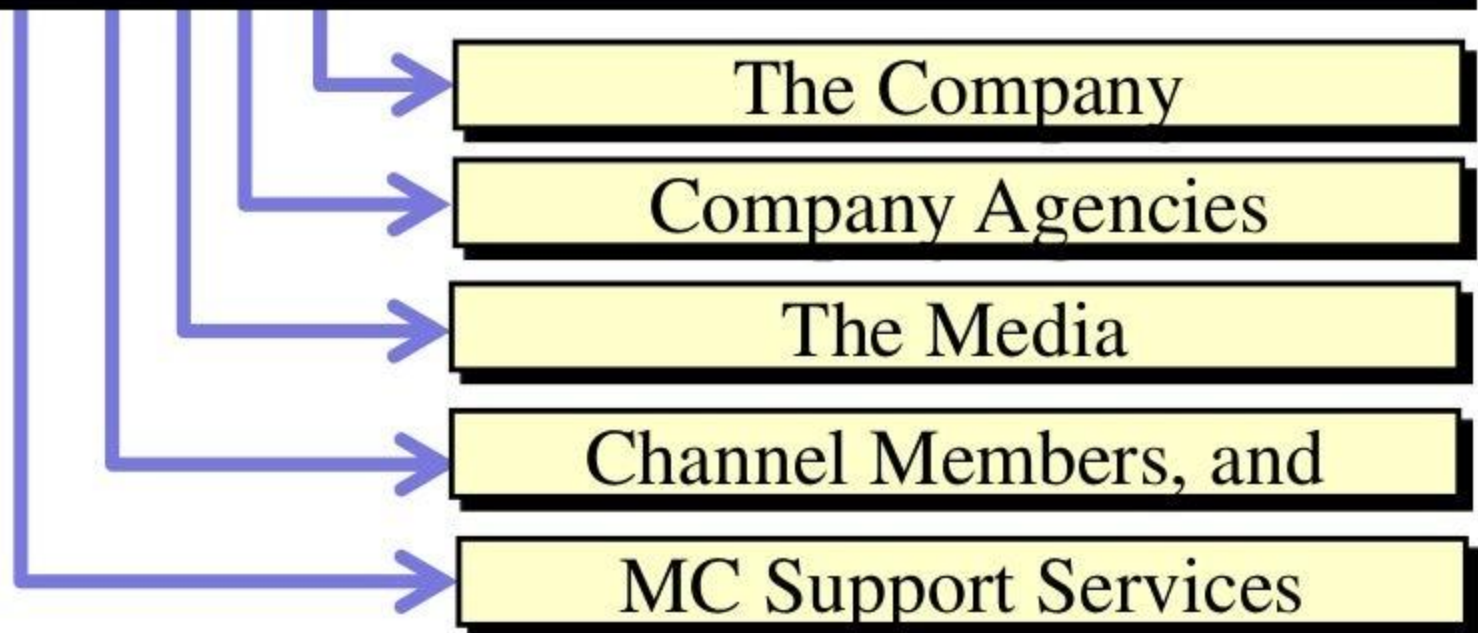 The Company
Company Agencies
The Media
Channel Members, and
MC Support Services